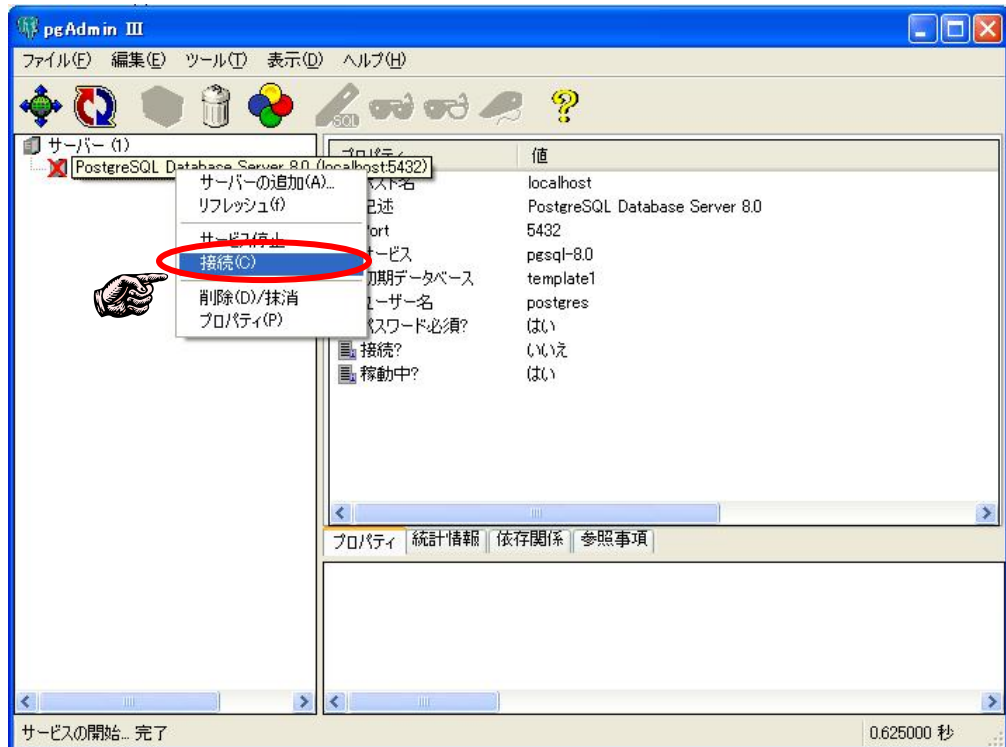 pgAdmin III
ファイル(F) 編集(E) ツール(T) 表示(D) ヘルプ(H)
SQL
サーバー (1)
PostgreSQL Database Server 8.0 (localhost:5432)
サーバーの追加(A)...
リフレッシュ(f)
サービス停止
接続(C)
削除(D)/抹消
プロパティ(P)
プロパティ 値
ホスト名 localhost
記述 PostgreSQL Database Server 8.0
Port 5432
サービス pgsql-8.0
初期データベース template1
ユーザー名 postgres
パスワード必須? はい
接続? いいえ
稼動中? はい
プロパティ 統計情報 依存関係 参照事項
サービスの開始... 完了 0.625000 秒